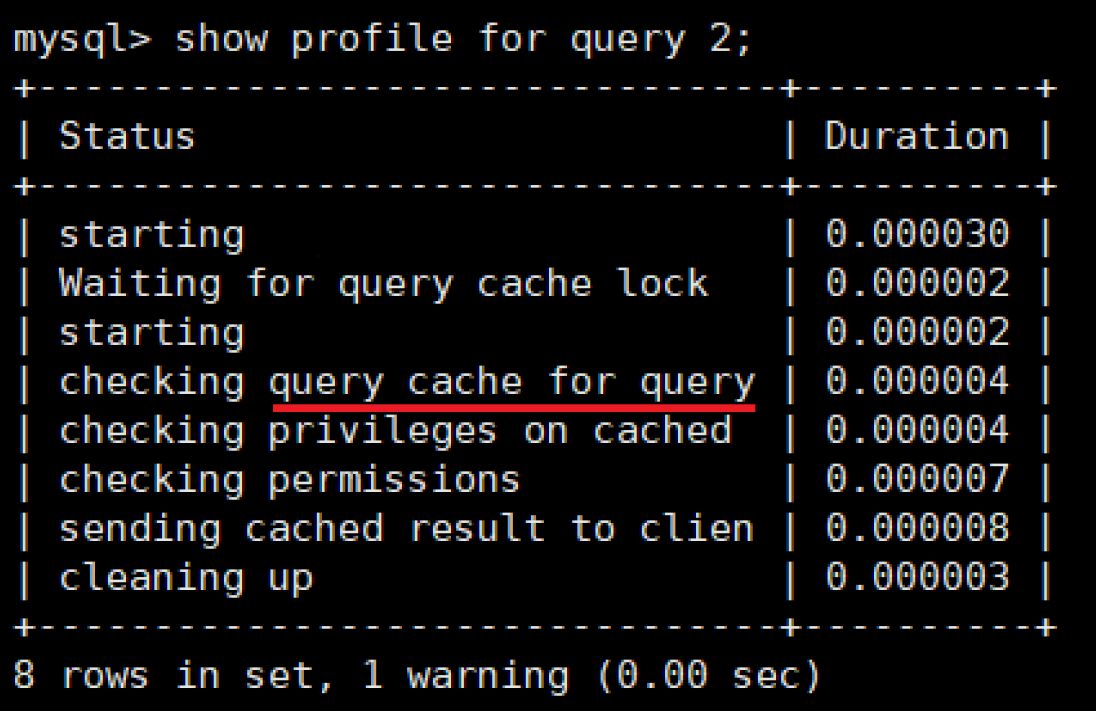 mysql> show profile for query 2;
+--------------------------------+----------+
| Status                         | Duration |
+--------------------------------+----------+
| starting                       | 0.000030 |
| Waiting for query cache lock   | 0.000002 |
| starting                       | 0.000002 |
| checking query cache for query | 0.000004 |
| checking privileges on cached  | 0.000004 |
| checking permissions           | 0.000007 |
| sending cached result to clien | 0.000008 |
| cleaning up                    | 0.000003 |
+--------------------------------+----------+
8 rows in set, 1 warning (0.00 sec)